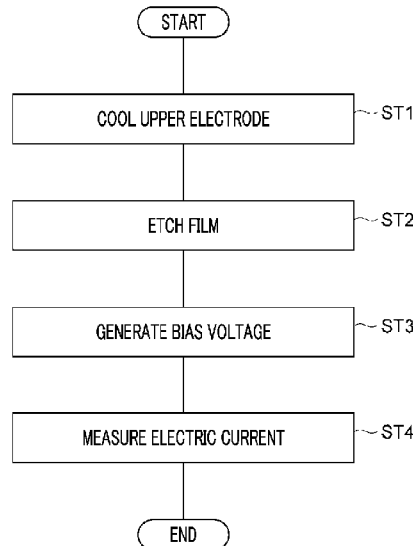 START
COOL UPPER ELECTRODE
ST1
ETCH FILM
ST2
GENERATE BIAS VOLTAGE
ST3
MEASURE ELECTRIC CURRENT
ST4
END